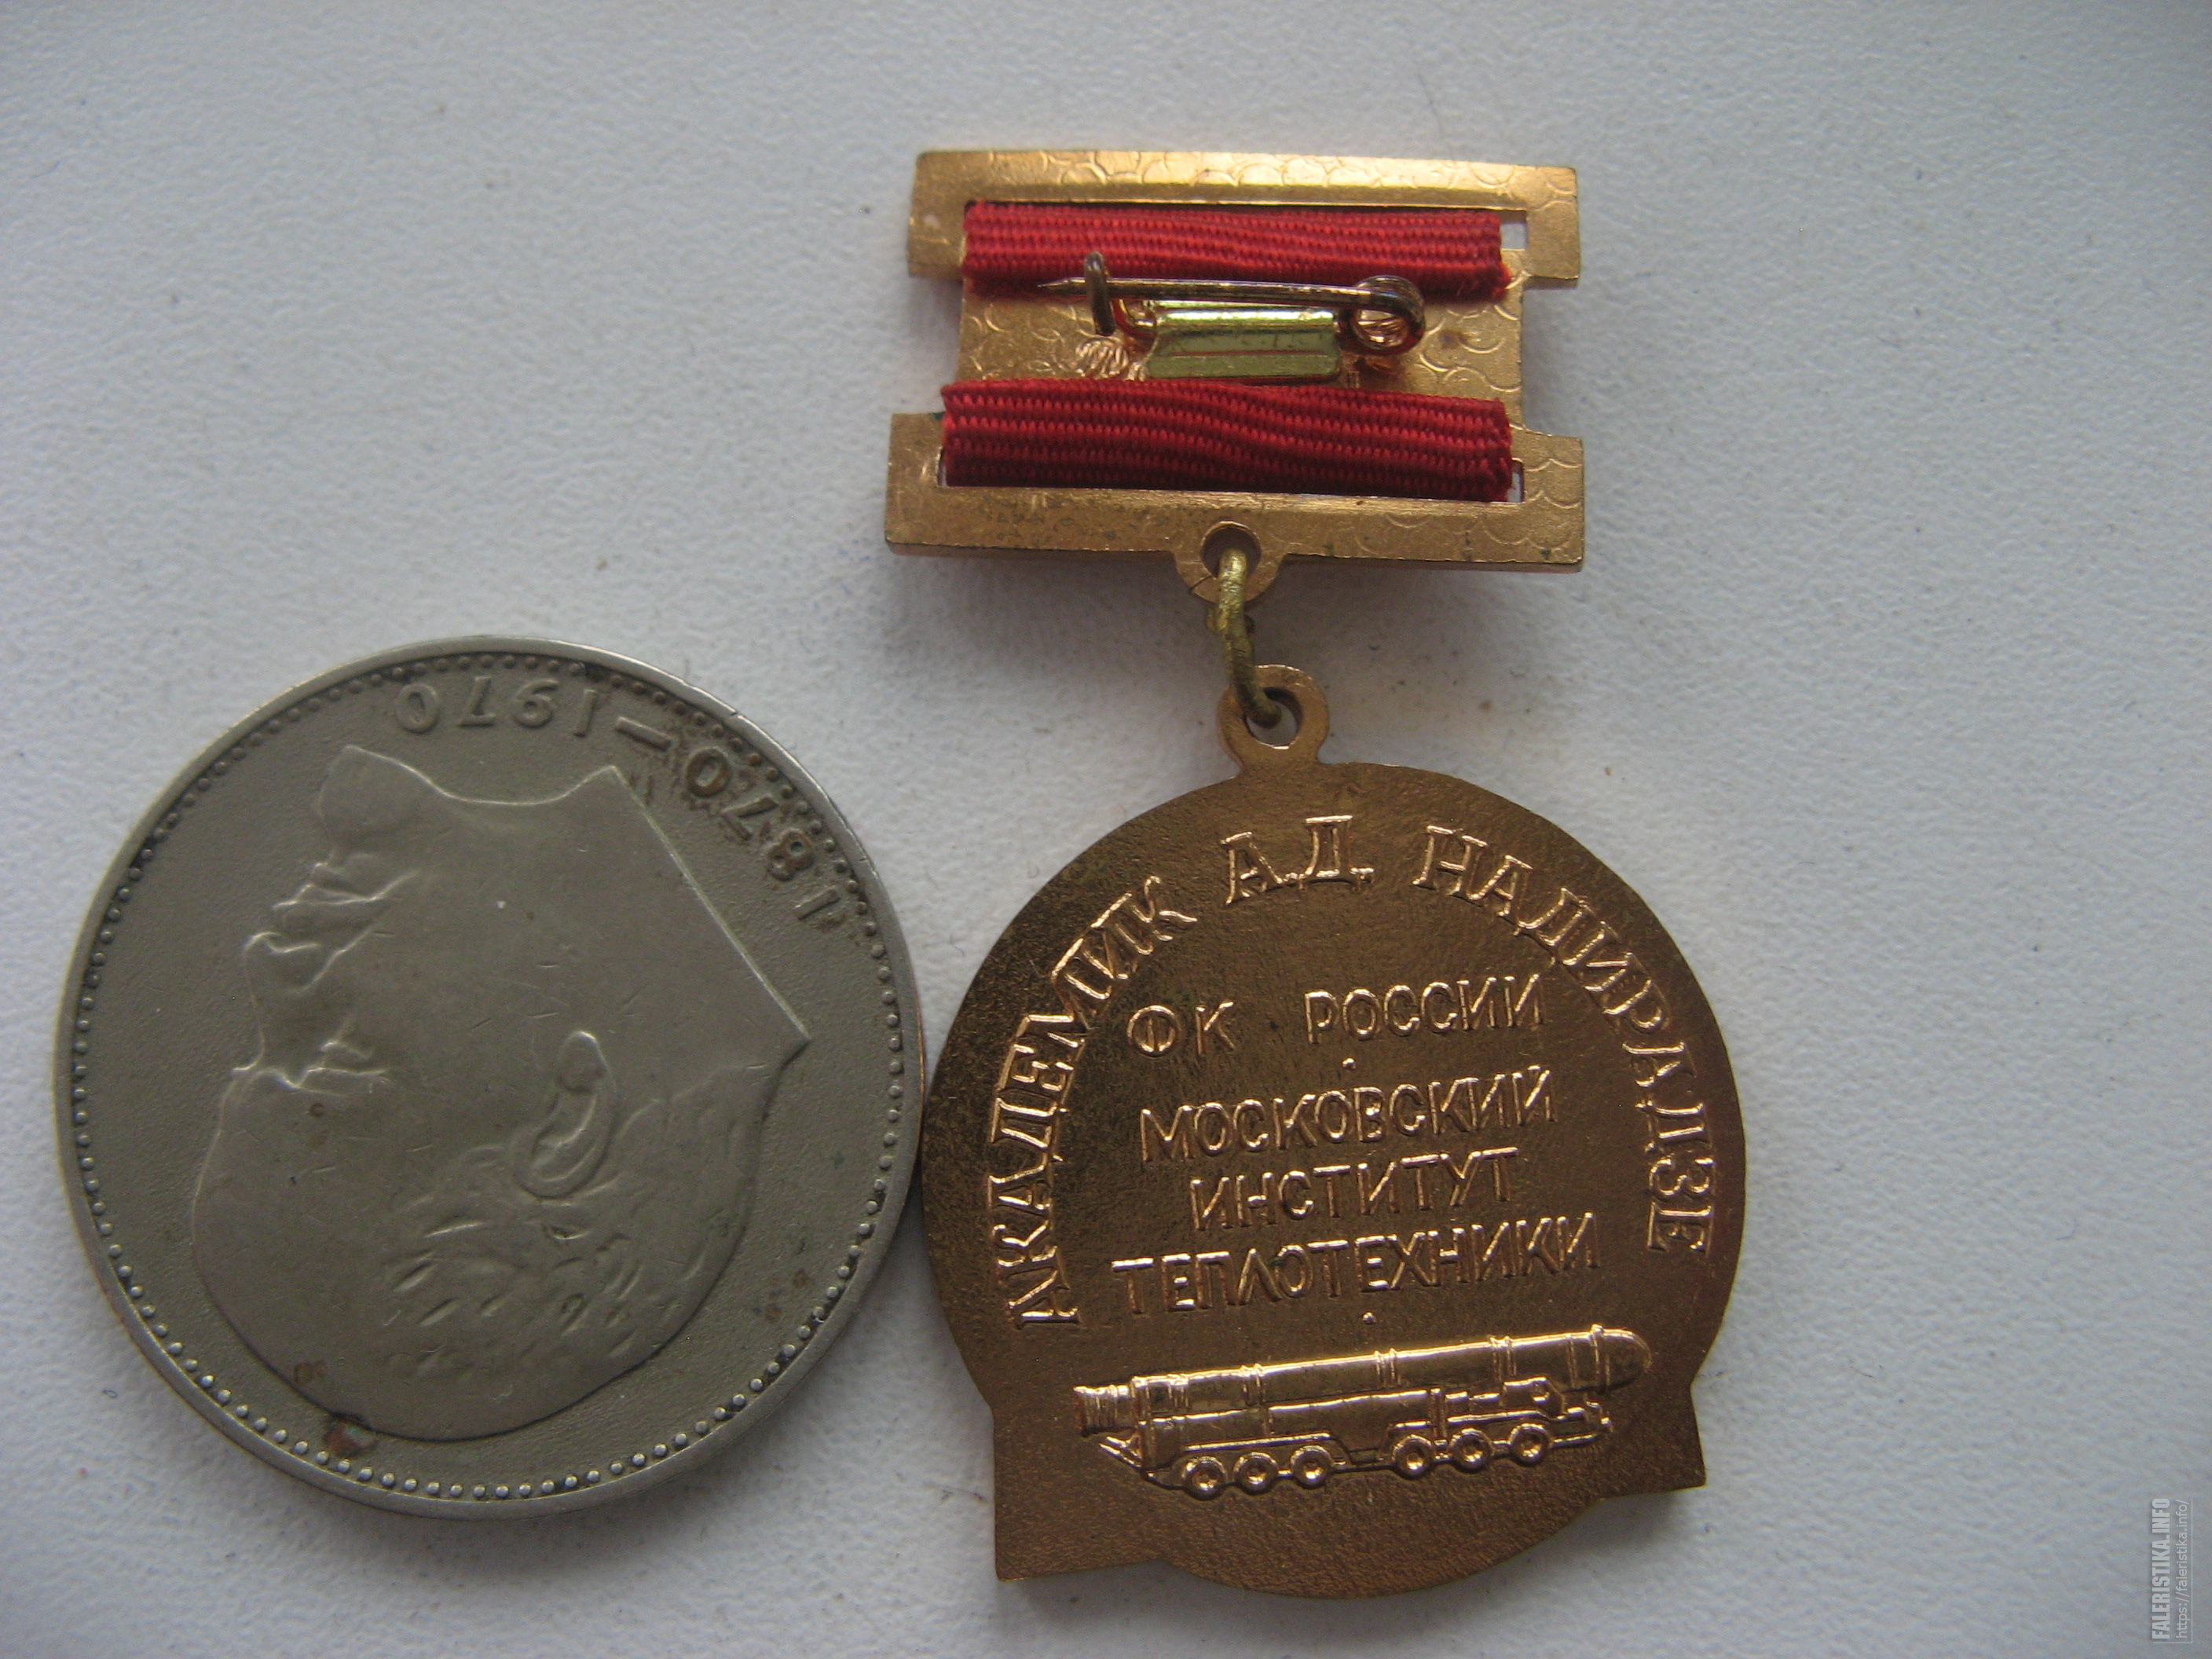 1870–1970
АКАДЕМИК А.Д. НАДИРАДЗЕ
ФК РОССИИ
МОСКОВСКИЙ
ИНСТИТУТ
ТЕПЛОТЕХНИКИ
FALERISTIKA.INFO
https://faleristika.info/